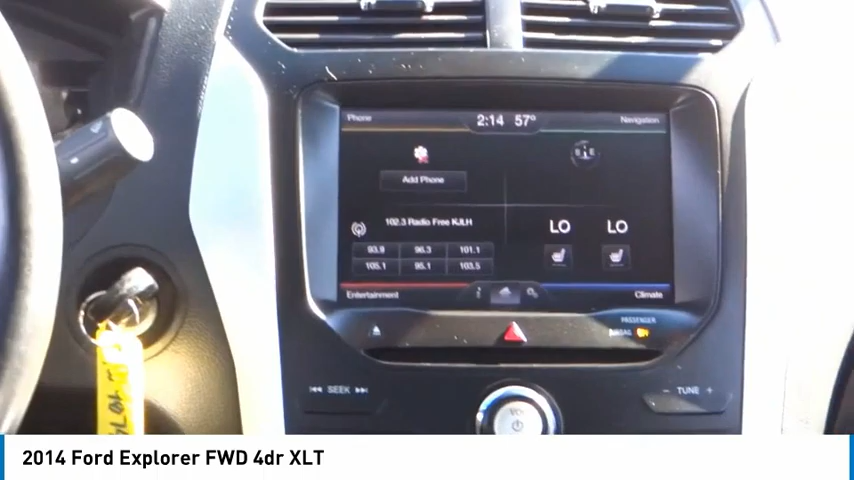 Phone
2:14 57°
Navigation
Add Phone
102.3 Radio Free KJLH
LO LO
93.9 96.3 101.1
105.1 95.1 103.5
Entertainment
Climate
PASSENGER
AIRBAG
SEEK
- TUNE +
2014 Ford Explorer FWD 4dr XLT